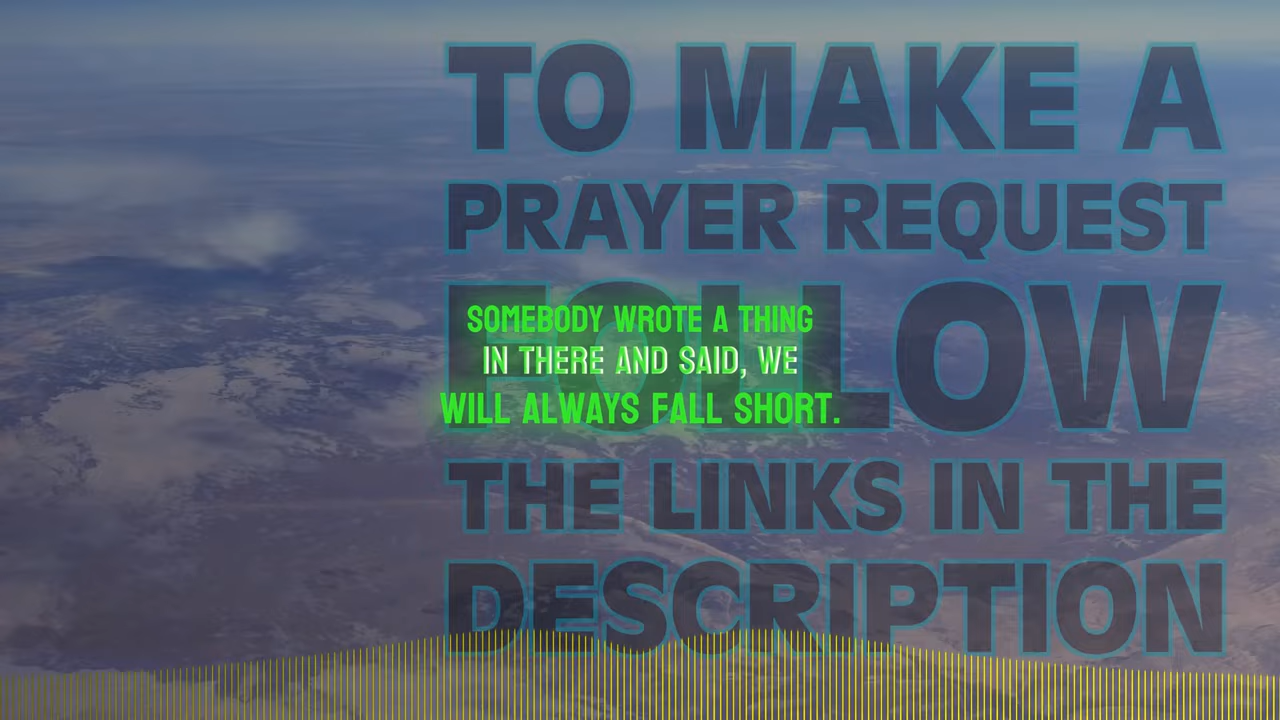 TO MAKE A
PRAYER REQUEST
FOLLOW
SOMEBODY WROTE A THING
IN THERE AND SAID, WE
WILL ALWAYS FALL SHORT.
THE LINKS IN THE
DESCRIPTION